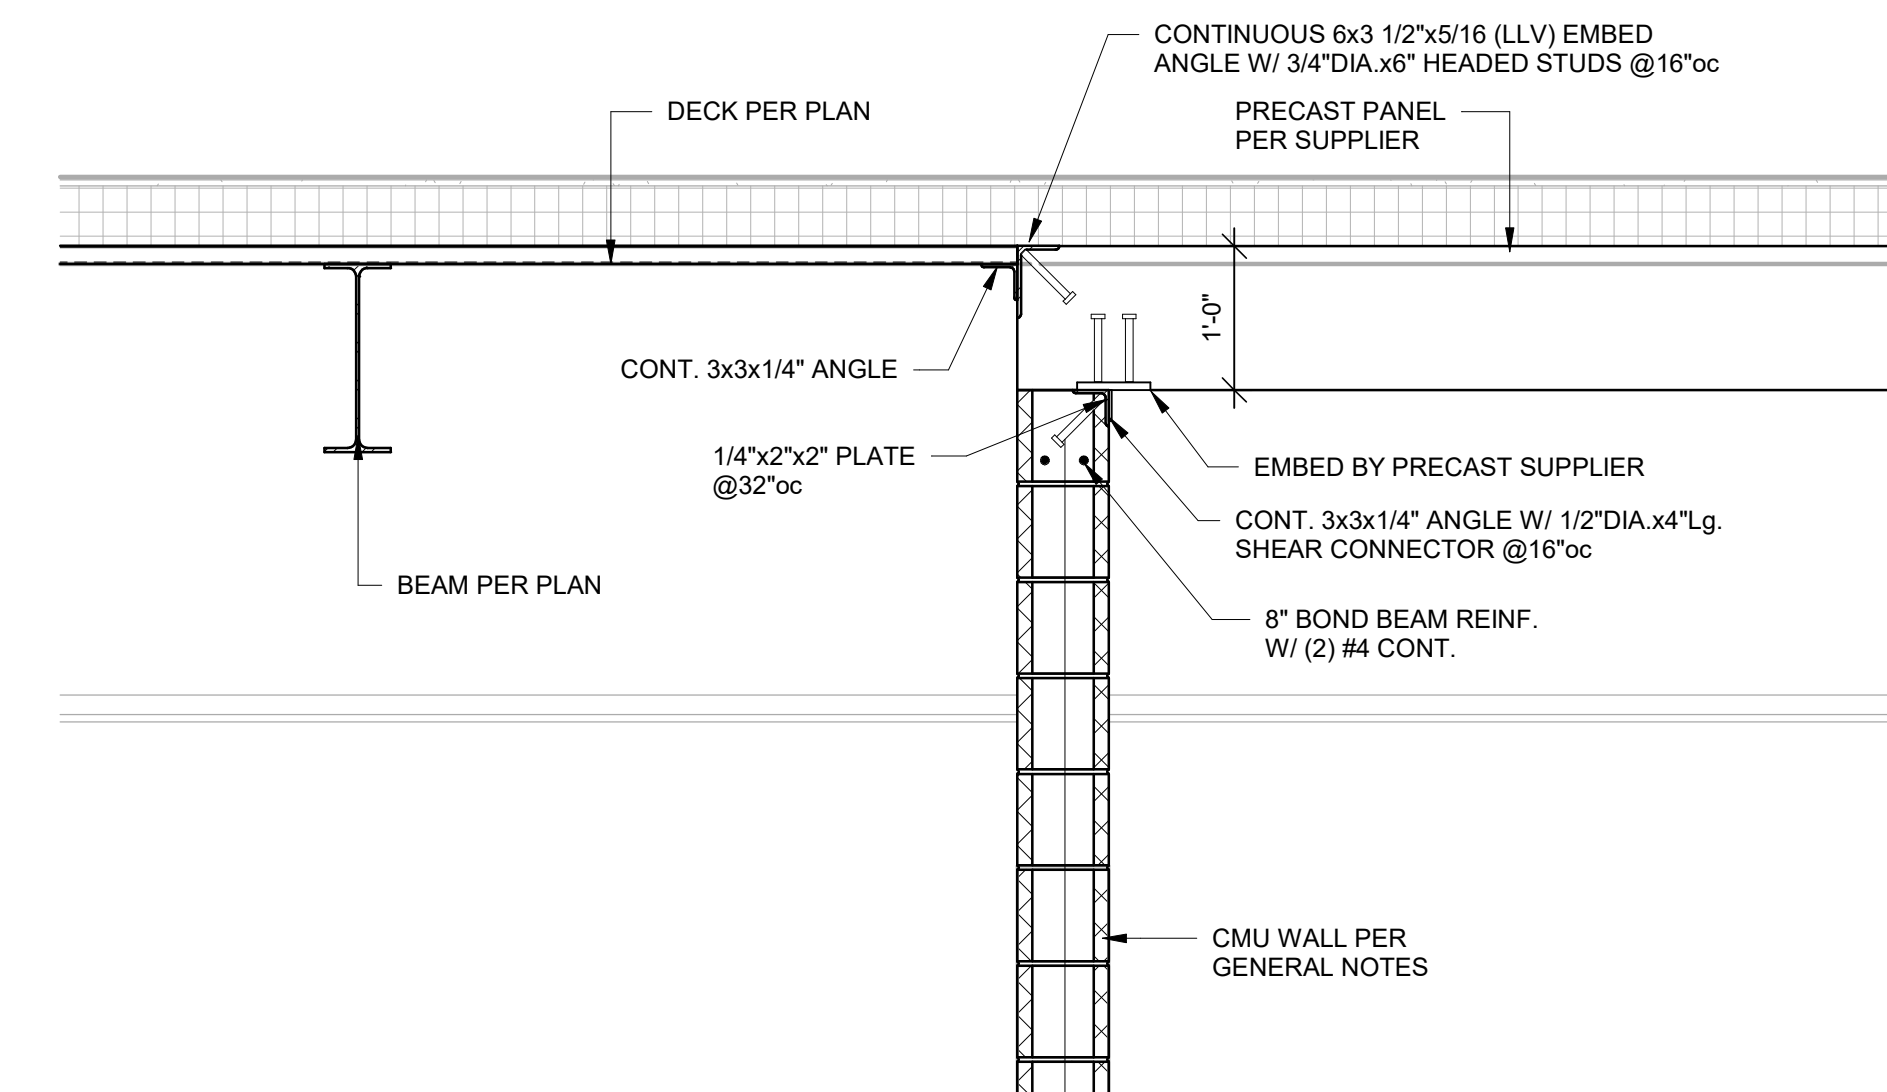 CONTINUOUS 6x3 1/2"x5/16 (LLV) EMBED
ANGLE W/ 3/4"DIA.x6" HEADED STUDS @16"oc
DECK PER PLAN
PRECAST PANEL
PER SUPPLIER
1'-0"
CONT. 3x3x1/4" ANGLE
1/4"x2"x2" PLATE
@32"oc
EMBED BY PRECAST SUPPLIER
CONT. 3x3x1/4" ANGLE W/ 1/2"DIA.x4"Lg.
SHEAR CONNECTOR @16"oc
BEAM PER PLAN
8" BOND BEAM REINF.
W/ (2) #4 CONT.
CMU WALL PER
GENERAL NOTES